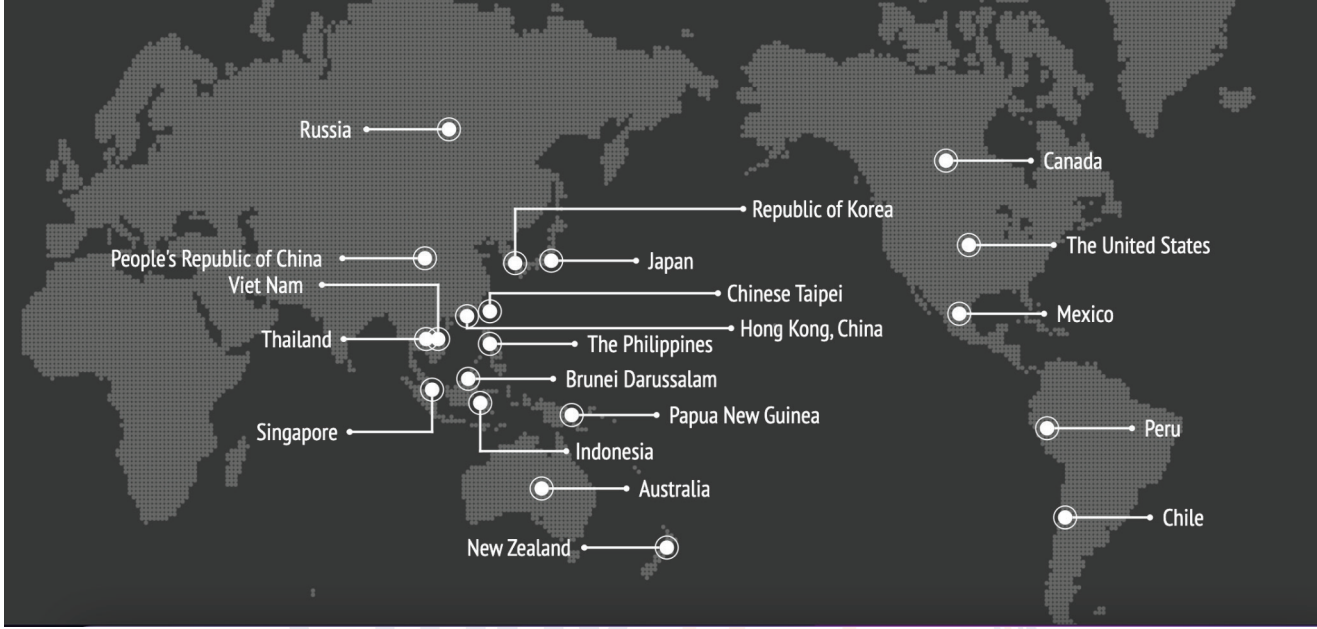 Russia
Canada
Republic of Korea
The United States
People's Republic of China
Japan
Viet Nam
Chinese Taipei
Mexico
Hong Kong, China
Thailand
The Philippines
Brunei Darussalam
Papua New Guinea
Peru
Singapore
Indonesia
Australia
Chile
New Zealand